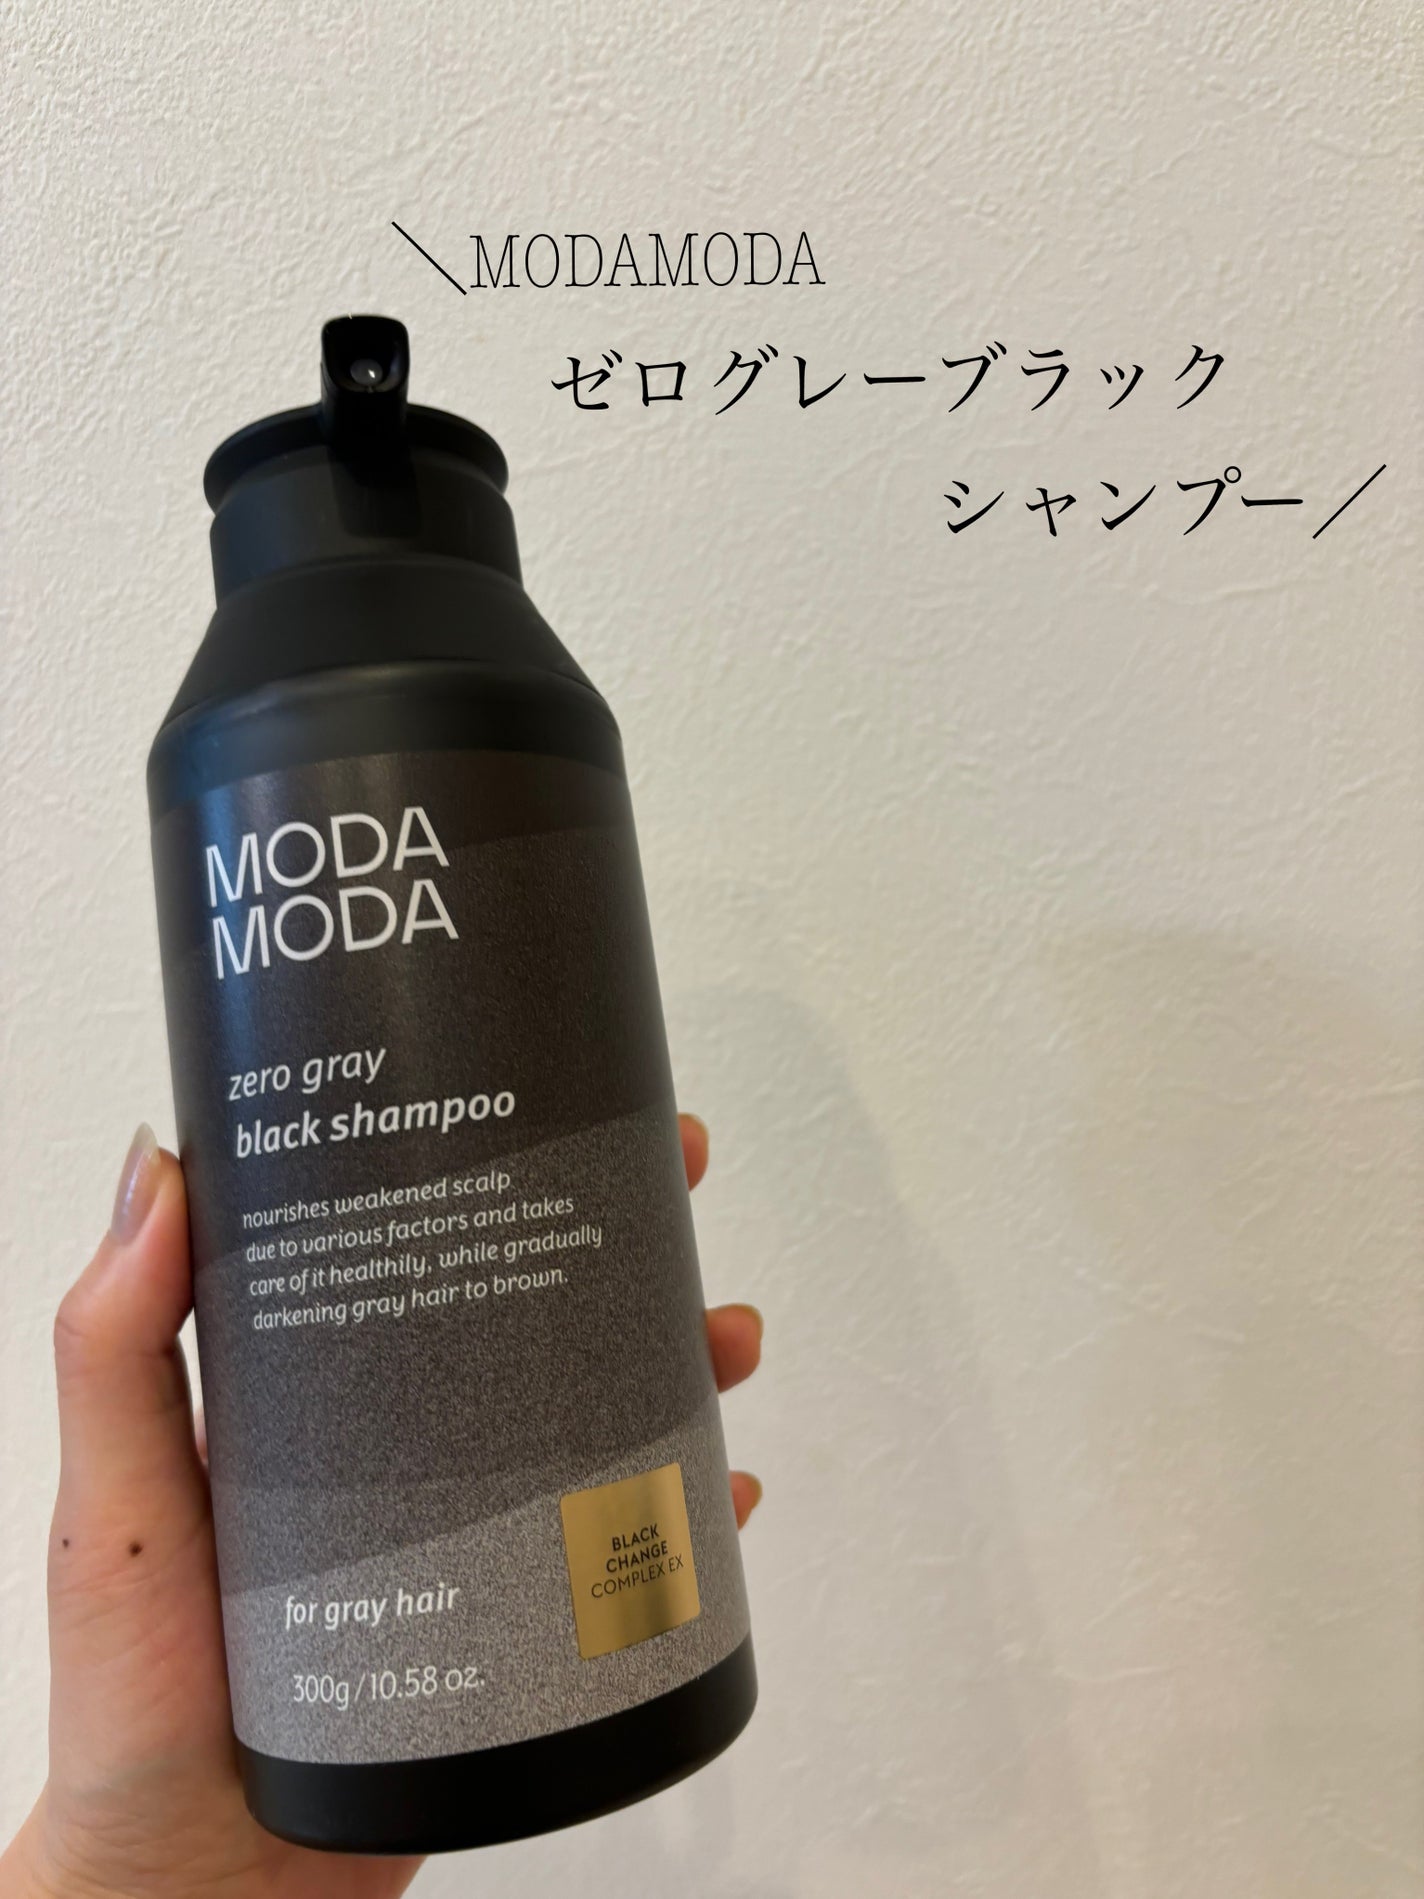 ＼MODAMODA
ゼログレーブラック
シャンプー／
MODA
MODA
zero gray
black shampoo
nourishes weakened scalp
due to various factors and takes
care of it healthily, while gradually
darkening gray hair to brown.
BLACK
CHANGE
COMPLEX EX
for gray hair
300g/10.58 oz.